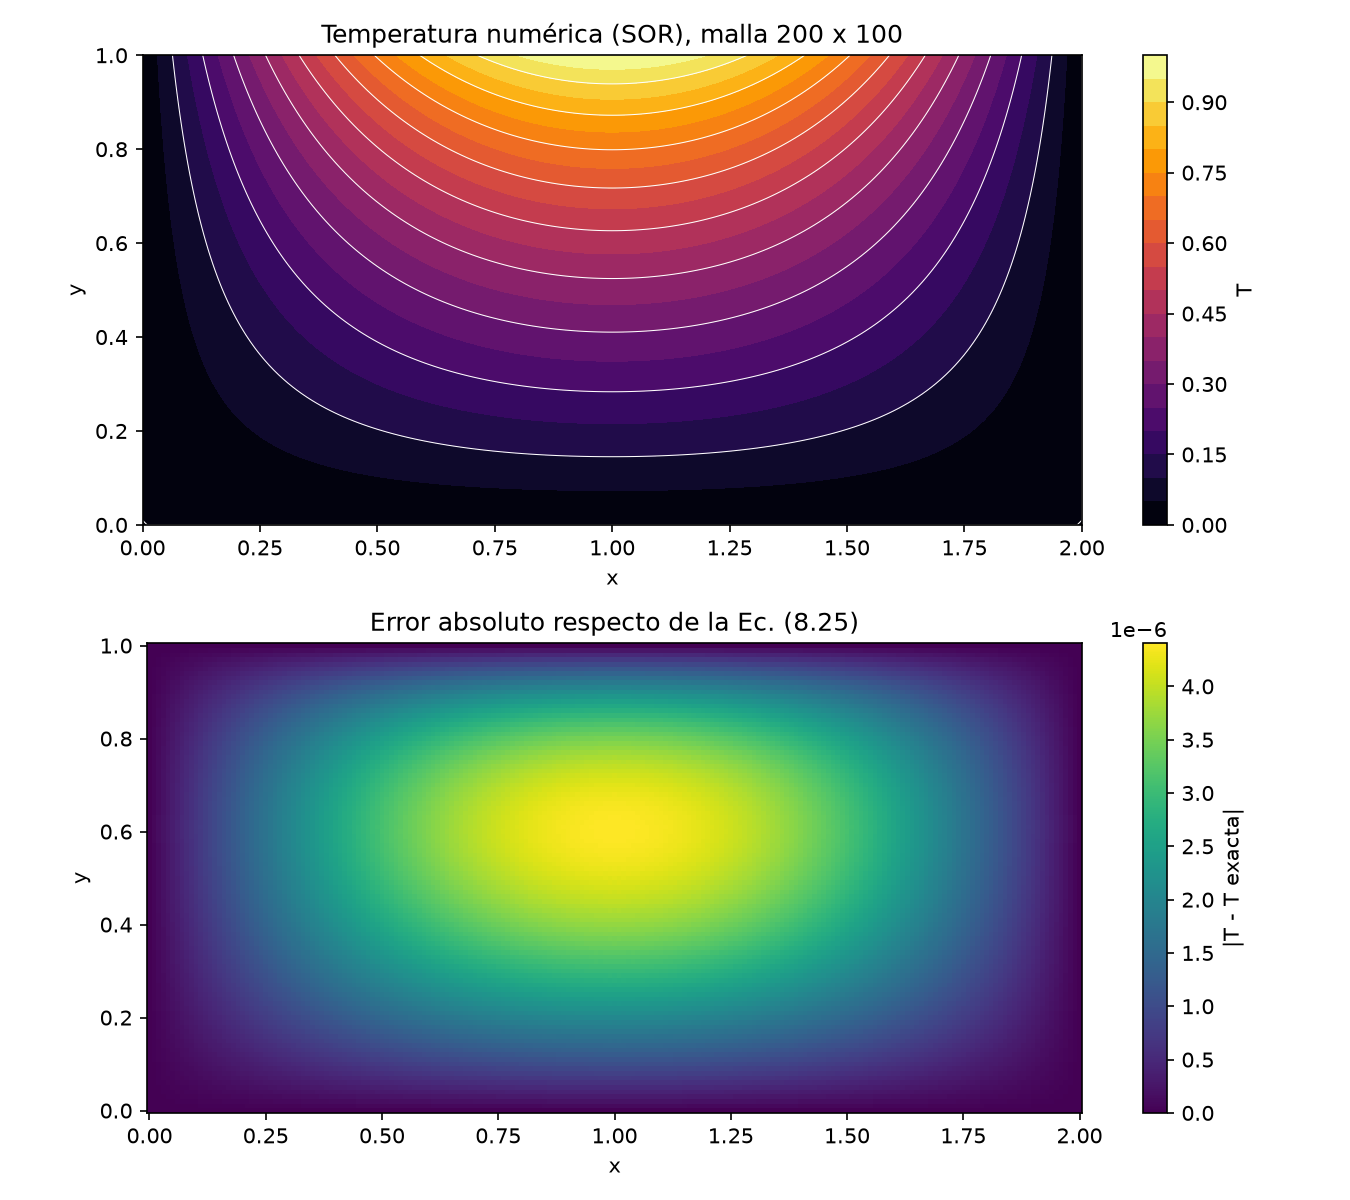 Temperatura numérica (SOR), malla 200 x 100
1.0
0.8
0.6
0.4
0.2
0.0
y
0.00 0.25 0.50 0.75 1.00 1.25 1.50 1.75 2.00
x
0.90
0.75
0.60
0.45
0.30
0.15
0.00
T
Error absoluto respecto de la Ec. (8.25)
1e−6
1.0
0.8
0.6
0.4
0.2
0.0
y
0.00 0.25 0.50 0.75 1.00 1.25 1.50 1.75 2.00
x
4.0
3.5
3.0
2.5
2.0
1.5
1.0
0.5
0.0
|T - T exacta|